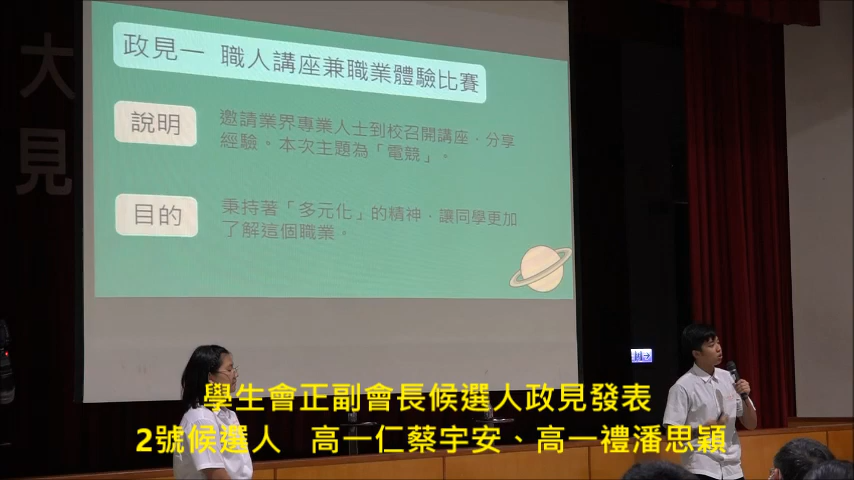 大
見
政見一 職人講座兼職業體驗比賽
說明
邀請業界專業人士到校召開講座，分享
經驗。本次主題為「電競」。
目的
秉持著「多元化」的精神，讓同學更加
了解這個職業。
學生會正副會長候選人政見發表
2號候選人 高一仁蔡宇安、高一禮潘思穎